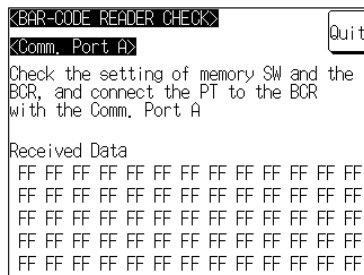 <BAR-CODE READER CHECK>
Quit
<Comm. Port A>
Check the setting of memory SW and the
BCR, and connect the PT to the BCR
with the Comm. Port A
Received Data
FF FF FF FF FF FF FF FF FF FF FF FF FF
FF FF FF FF FF FF FF FF FF FF FF FF FF
FF FF FF FF FF FF FF FF FF FF FF FF FF
FF FF FF FF FF FF FF FF FF FF FF FF FF
FF FF FF FF FF FF FF FF FF FF FF FF FF